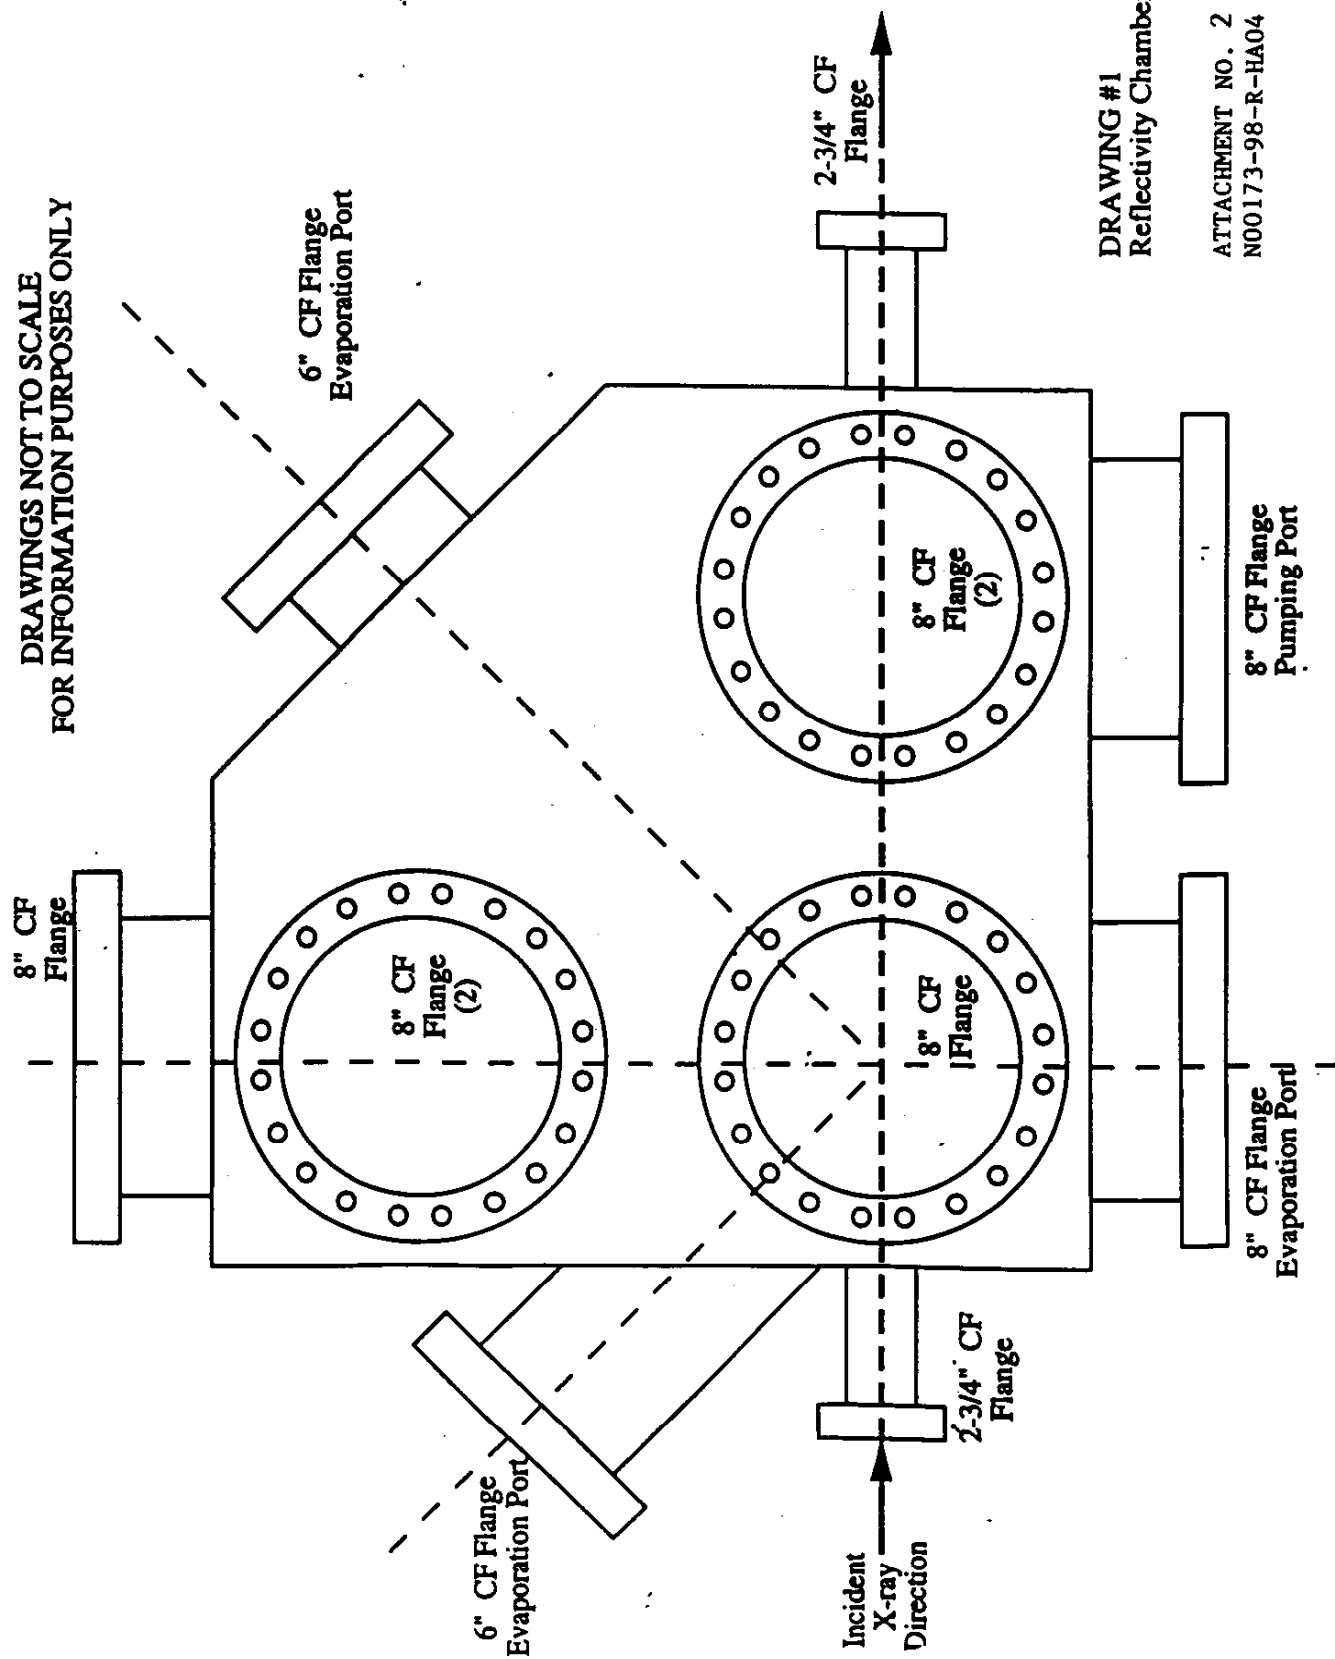 DRAWINGS NOT TO SCALE
FOR INFORMATION PURPOSES ONLY
8" CF
Flange
6" CF Flange
Evaporation Port
8" CF
Flange
(2)
6" CF Flange
Evaporation Port
2-3/4" CF
Flange
8" CF
Flange
8" CF
Flange
(2)
Incident
X-ray
Direction
2-3/4" CF
Flange
8" CF Flange
Evaporation Port
8" CF Flange
Pumping Port
DRAWING #1
Reflectivity Chambe
ATTACHMENT NO. 2
N00173-98-R-HA04